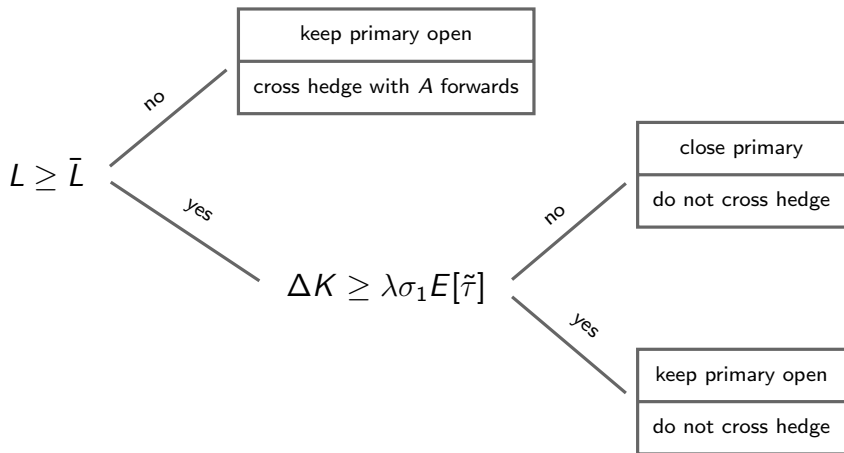 keep primary open
cross hedge with A forwards
no
L ≥ L̄
yes
close primary
do not cross hedge
no
ΔK ≥ λσ₁E[τ̃]
yes
keep primary open
do not cross hedge